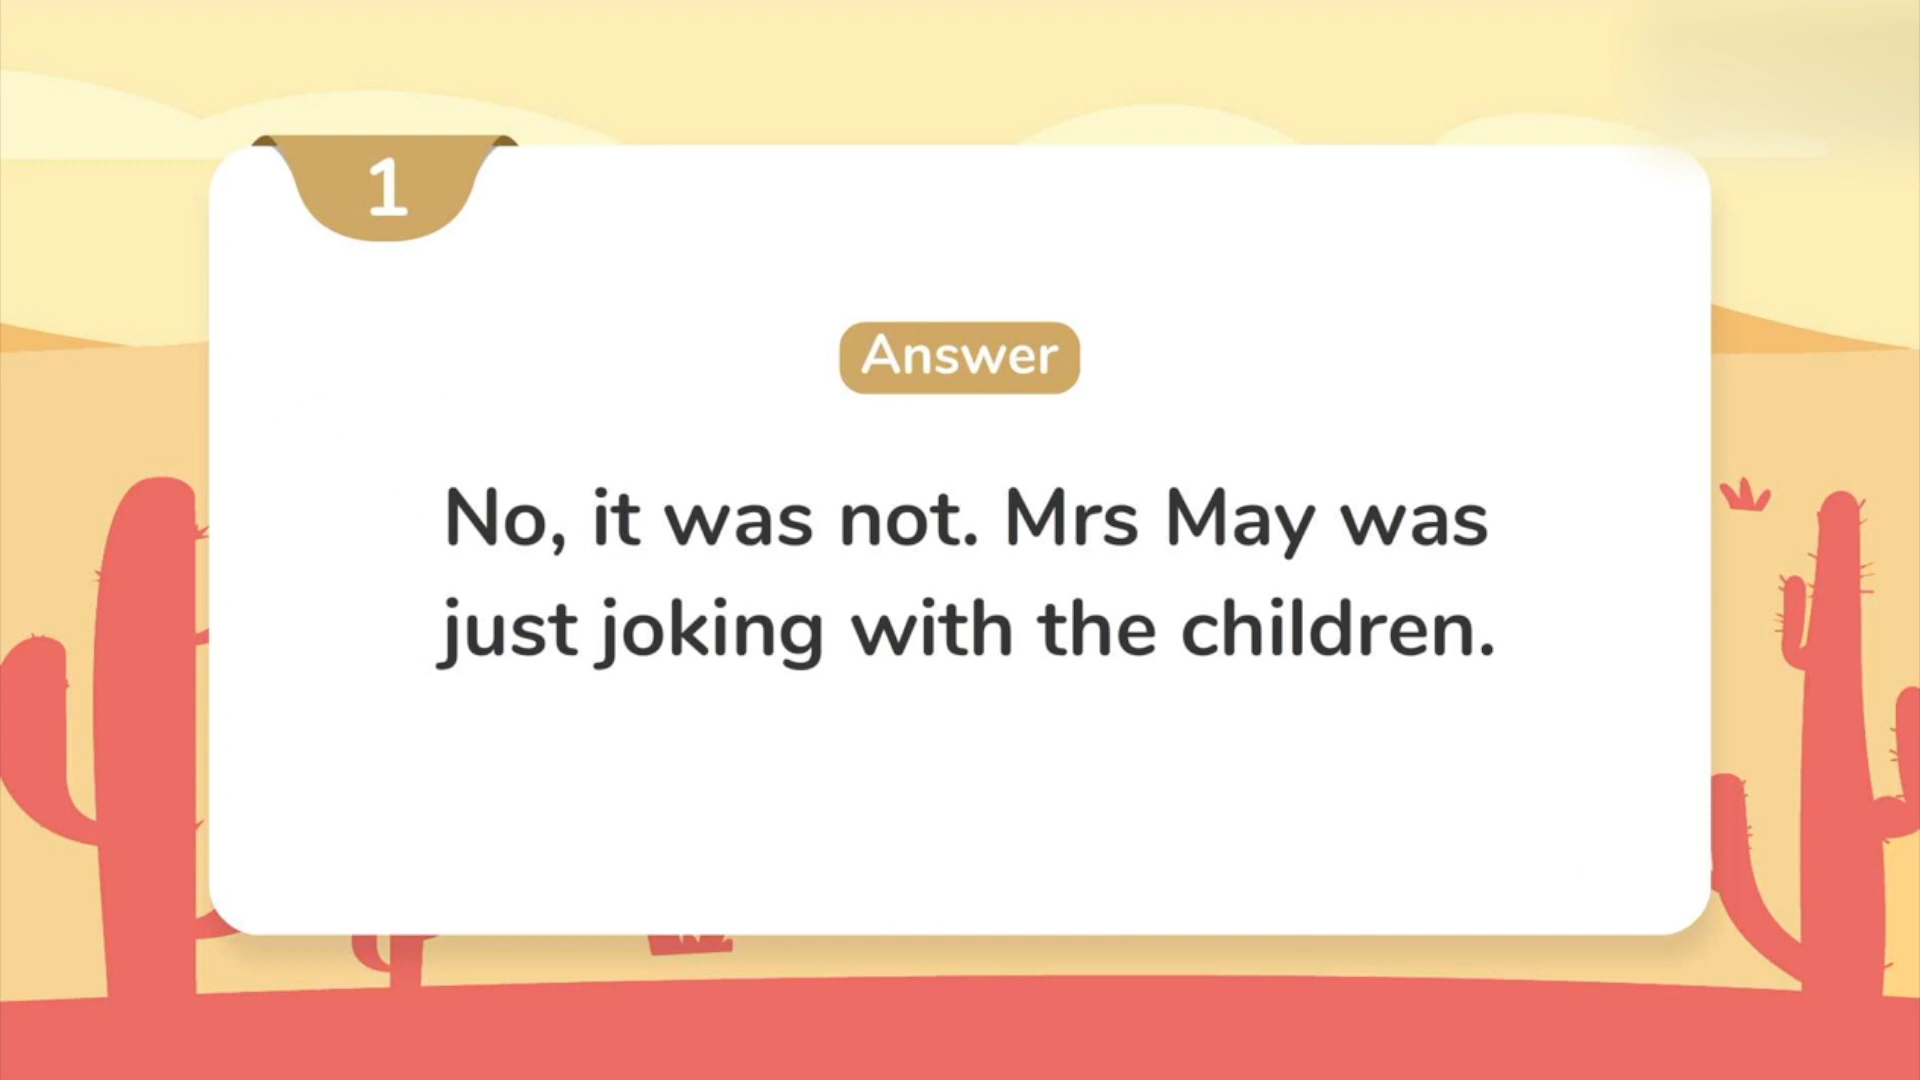 1
Answer
No, it was not. Mrs May was
just joking with the children.